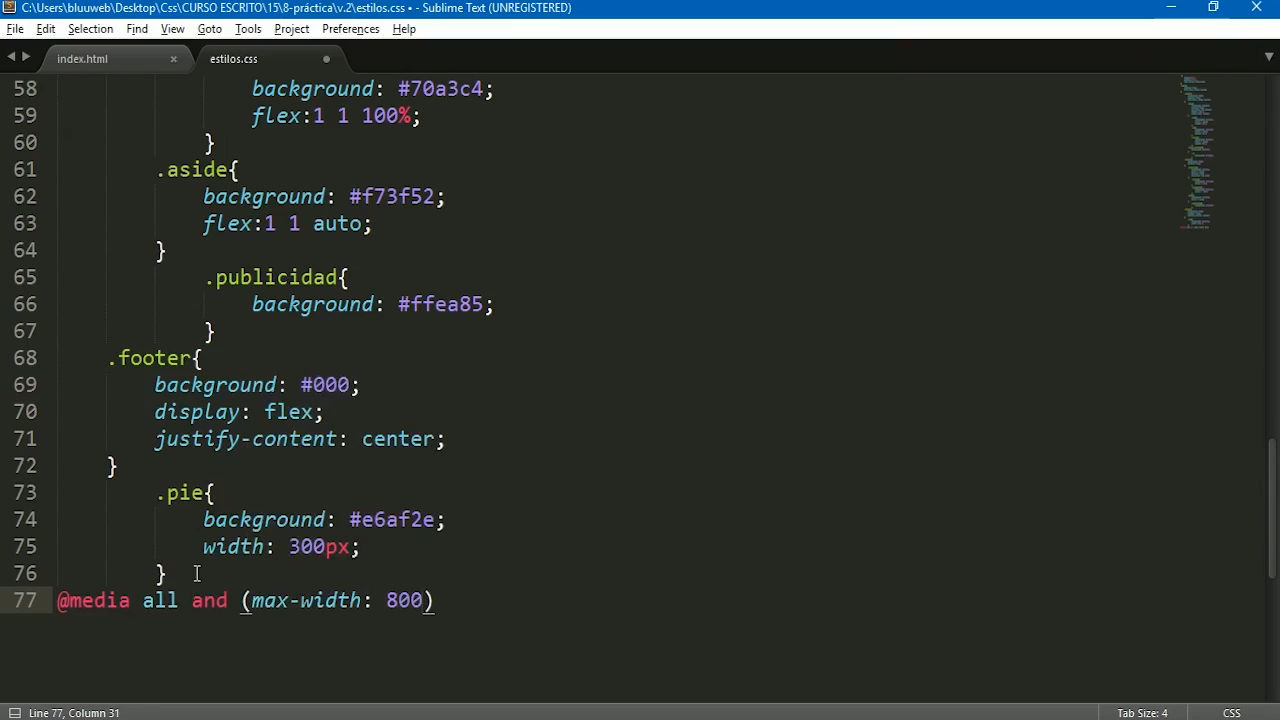 C:\Users\bluuweb\Desktop\Css\CURSO ESCRITO\15\8-práctica\v.2\estilos.css • - Sublime Text (UNREGISTERED)
File Edit Selection Find View Goto Tools Project Preferences Help
index.html × estilos.css
58 background: #70a3c4;
59 flex:1 1 100%;
60 }
61 .aside{
62 background: #f73f52;
63 flex:1 1 auto;
64 }
65 .publicidad{
66 background: #ffea85;
67 }
68 .footer{
69 background: #000;
70 display: flex;
71 justify-content: center;
72 }
73 .pie{
74 background: #e6af2e;
75 width: 300px;
76 }
77 @media all and (max-width: 800)
Line 77, Column 31 Tab Size: 4 CSS